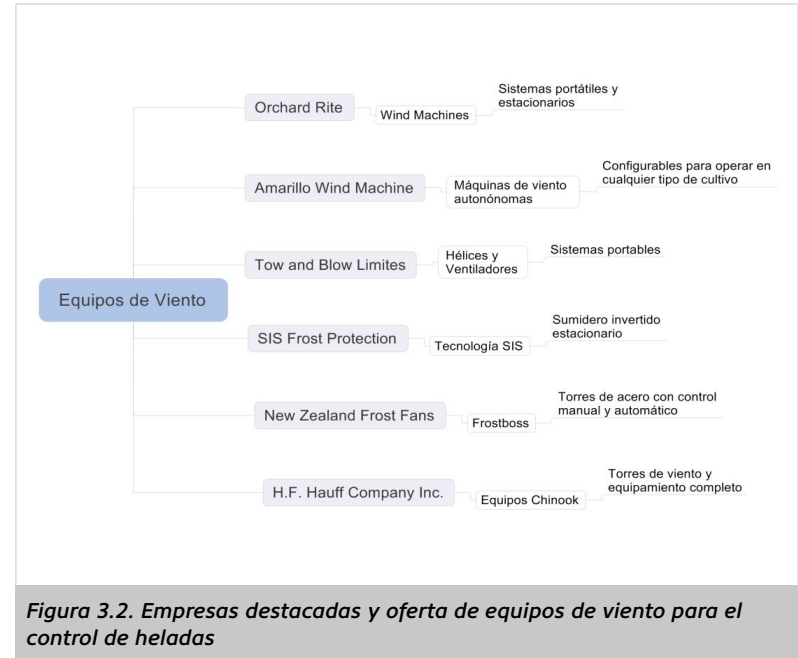 Equipos de Viento
Orchard Rite
Wind Machines
Sistemas portátiles y
estacionarios
Amarillo Wind Machine
Máquinas de viento
autonónomas
Configurables para operar en
cualquier tipo de cultivo
Tow and Blow Limites
Hélices y
Ventiladores
Sistemas portables
SIS Frost Protection
Tecnología SIS
Sumidero invertido
estacionario
New Zealand Frost Fans
Frostboss
Torres de acero con control
manual y automático
H.F. Hauff Company Inc.
Equipos Chinook
Torres de viento y
equipamiento completo
Figura 3.2. Empresas destacadas y oferta de equipos de viento para el
control de heladas